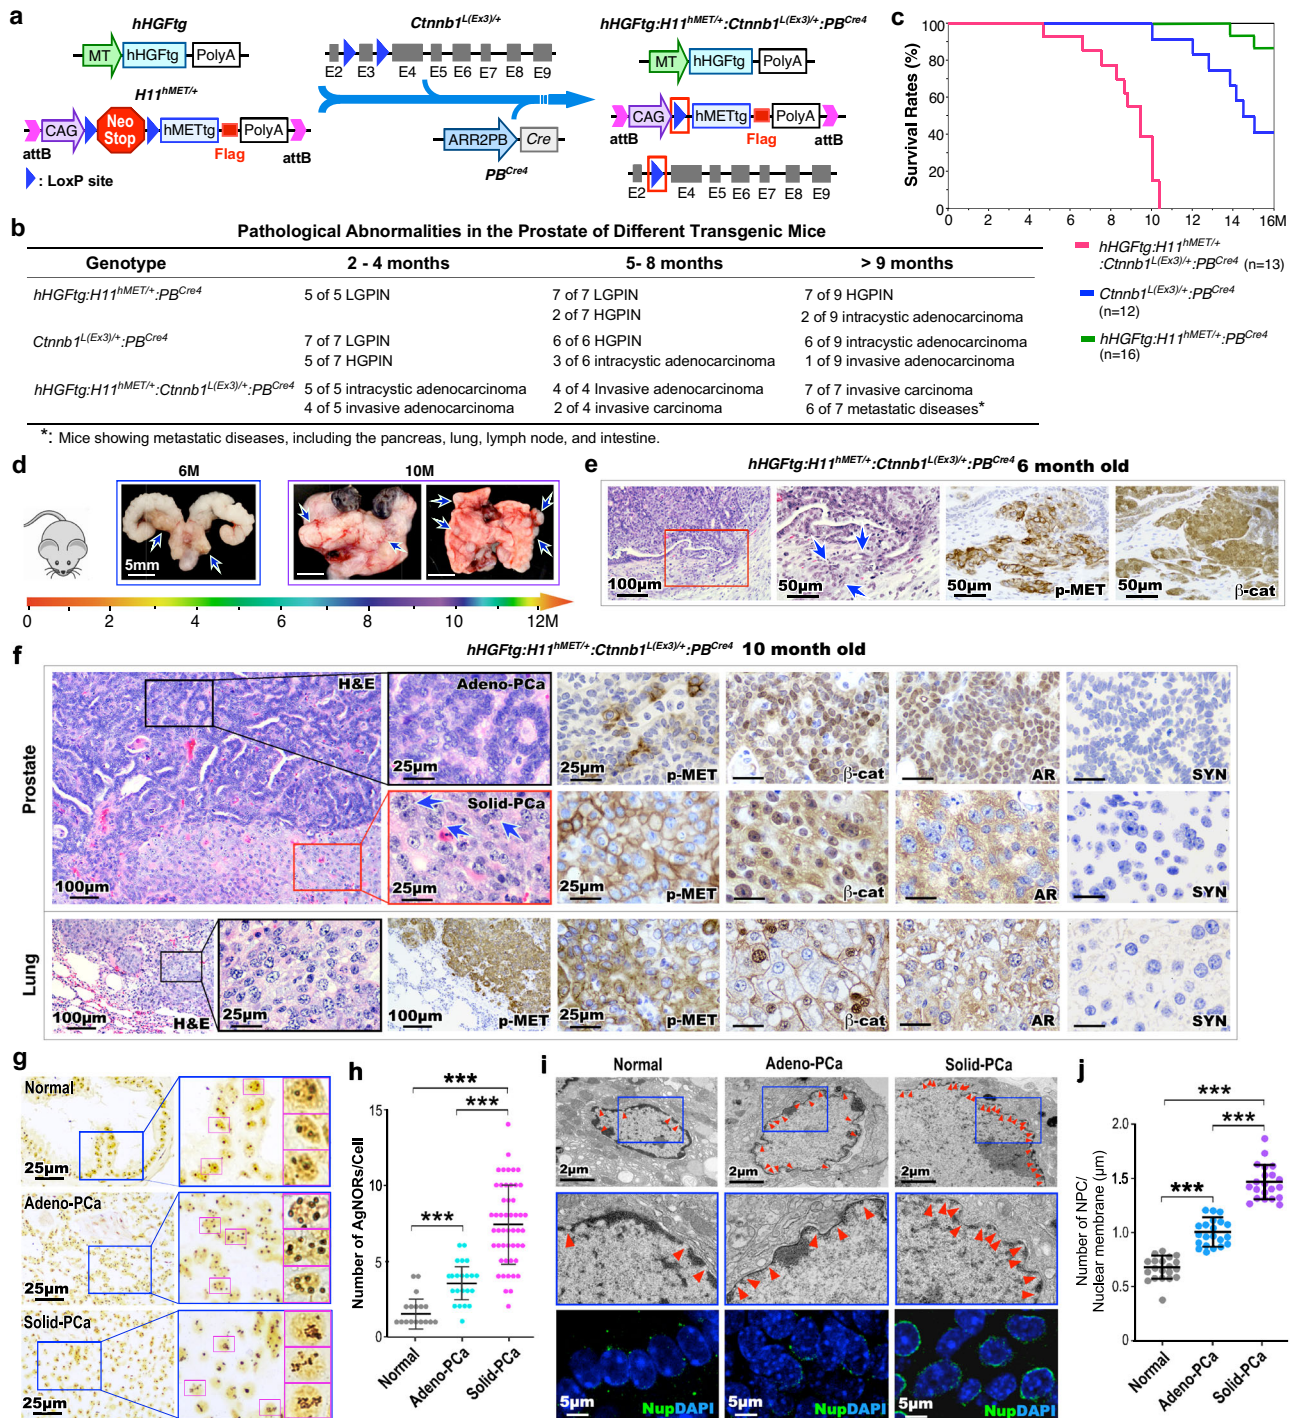 a
hHGFtg
MT hHGFtg PolyA
H11hMET/+
CAG Neo Stop hMETtg PolyA
attB Flag attB
: LoxP site
Ctnnb1L(Ex3)/+
E2 E3 E4 E5 E6 E7 E8 E9
ARR2PB Cre
PBCre4
hHGFtg:H11hMET/+:Ctnnb1L(Ex3)/+:PBCre4
MT hHGFtg PolyA
CAG hMETtg PolyA
attB Flag attB
E2 E4 E5 E6 E7 E8 E9
c
Survival Rates (%)
100
80
60
40
20
0
0 2 4 6 8 10 12 14 16M
hHGFtg:H11hMET/+
:Ctnnb1L(Ex3)/+:PBCre4 (n=13)
Ctnnb1L(Ex3)/+:PBCre4
(n=12)
hHGFtg:H11hMET/+:PBCre4
(n=16)
b
Pathological Abnormalities in the Prostate of Different Transgenic Mice
Genotype 2 - 4 months 5- 8 months > 9 months
hHGFtg:H11hMET/+:PBCre4 5 of 5 LGPIN 7 of 7 LGPIN 7 of 9 HGPIN
2 of 7 HGPIN 2 of 9 intracystic adenocarcinoma
Ctnnb1L(Ex3)/+:PBCre4 7 of 7 LGPIN 6 of 6 HGPIN 6 of 9 intracystic adenocarcinoma
5 of 7 HGPIN 3 of 6 intracystic adenocarcinoma 1 of 9 invasive adenocarcinoma
hHGFtg:H11hMET/+:Ctnnb1L(Ex3)/+:PBCre4 5 of 5 intracystic adenocarcinoma 4 of 4 Invasive adenocarcinoma 7 of 7 invasive carcinoma
4 of 5 invasive adenocarcinoma 2 of 4 invasive carcinoma 6 of 7 metastatic diseases*
*: Mice showing metastatic diseases, including the pancreas, lung, lymph node, and intestine.
d
6M 10M
5mm
0 2 4 6 8 10 12M
e
hHGFtg:H11hMET/+:Ctnnb1L(Ex3)/+:PBCre4 6 month old
100µm 50µm 50µm p-MET 50µm β-cat
f
hHGFtg:H11hMET/+:Ctnnb1L(Ex3)/+:PBCre4 10 month old
Prostate
H&E Adeno-PCa
25µm 25µm p-MET β-cat AR SYN
Solid-PCa
100µm 25µm 25µm p-MET β-cat AR SYN
Lung
100µm H&E 25µm 100µm p-MET 25µm p-MET β-cat AR SYN
g
Normal
25µm
Adeno-PCa
25µm
Solid-PCa
25µm
h
***
***
***
Number of AgNORs/Cell
15
10
5
0
Normal Adeno-PCa Solid-PCa
i
Normal Adeno-PCa Solid-PCa
2µm 2µm 2µm
5µm NupDAPI 5µm NupDAPI 5µm NupDAPI
j
***
***
***
Number of NPC/
Nuclear membrane (µm)
2.0
1.5
1.0
0.5
0
Normal Adeno-PCa Solid-PCa